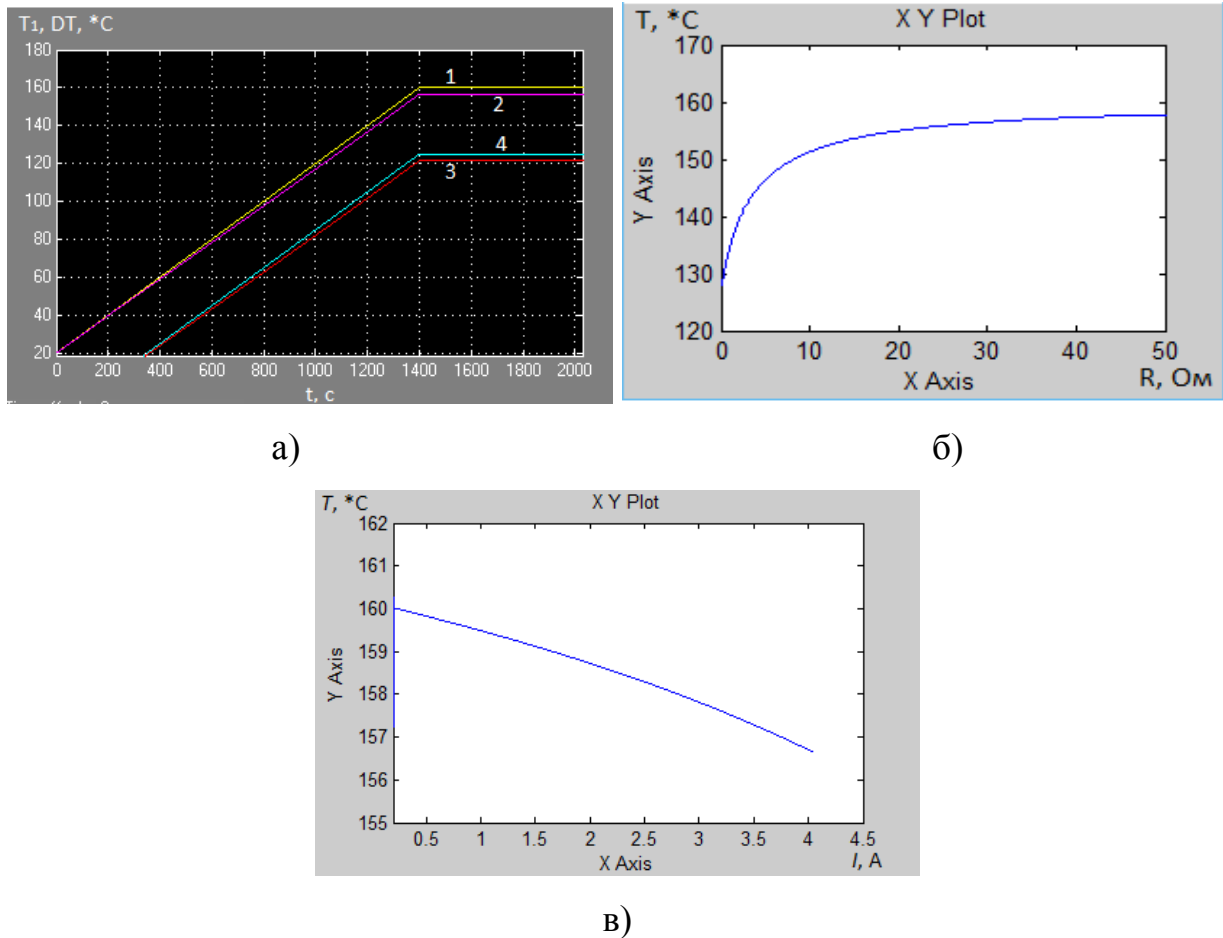 T1, DT, *C
180
160
140
120
100
80
60
40
20
1
2
4
3
0 200 400 600 800 1000 1200 1400 1600 1800 2000
t, c
T, *C
X Y Plot
170
160
150
140
130
120
Y Axis
0 10 20 30 40 50
X Axis
R, Ом
а)
б)
T, *C
X Y Plot
162
161
160
159
158
157
156
155
Y Axis
0.5 1 1.5 2 2.5 3 3.5 4 4.5
X Axis
I, A
в)